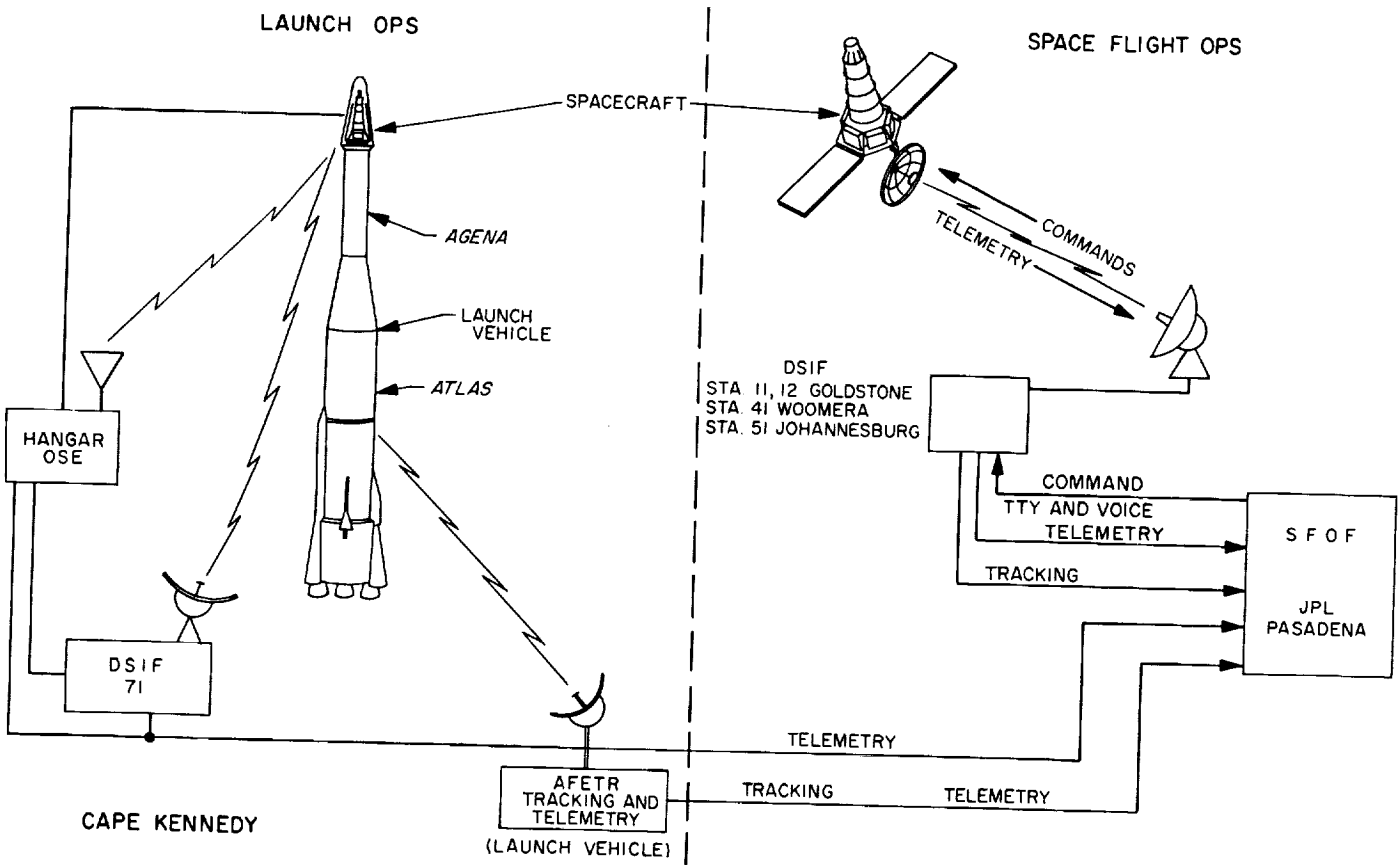 LAUNCH OPS
SPACE FLIGHT OPS
SPACECRAFT
AGENA
LAUNCH
VEHICLE
ATLAS
HANGAR
OSE
DSIF
71
AFETR
TRACKING AND
TELEMETRY
(LAUNCH VEHICLE)
CAPE KENNEDY
COMMANDS
TELEMETRY
DSIF
STA. 11, 12 GOLDSTONE
STA. 41 WOOMERA
STA. 51 JOHANNESBURG
COMMAND
TTY AND VOICE
TELEMETRY
TRACKING
SFOF
JPL
PASADENA
TELEMETRY
TRACKING TELEMETRY